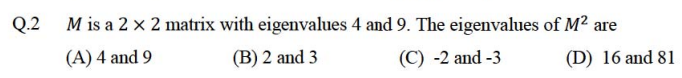 Q.2 M is a 2 × 2 matrix with eigenvalues 4 and 9. The eigenvalues of M² are
(A) 4 and 9 (B) 2 and 3 (C) -2 and -3 (D) 16 and 81